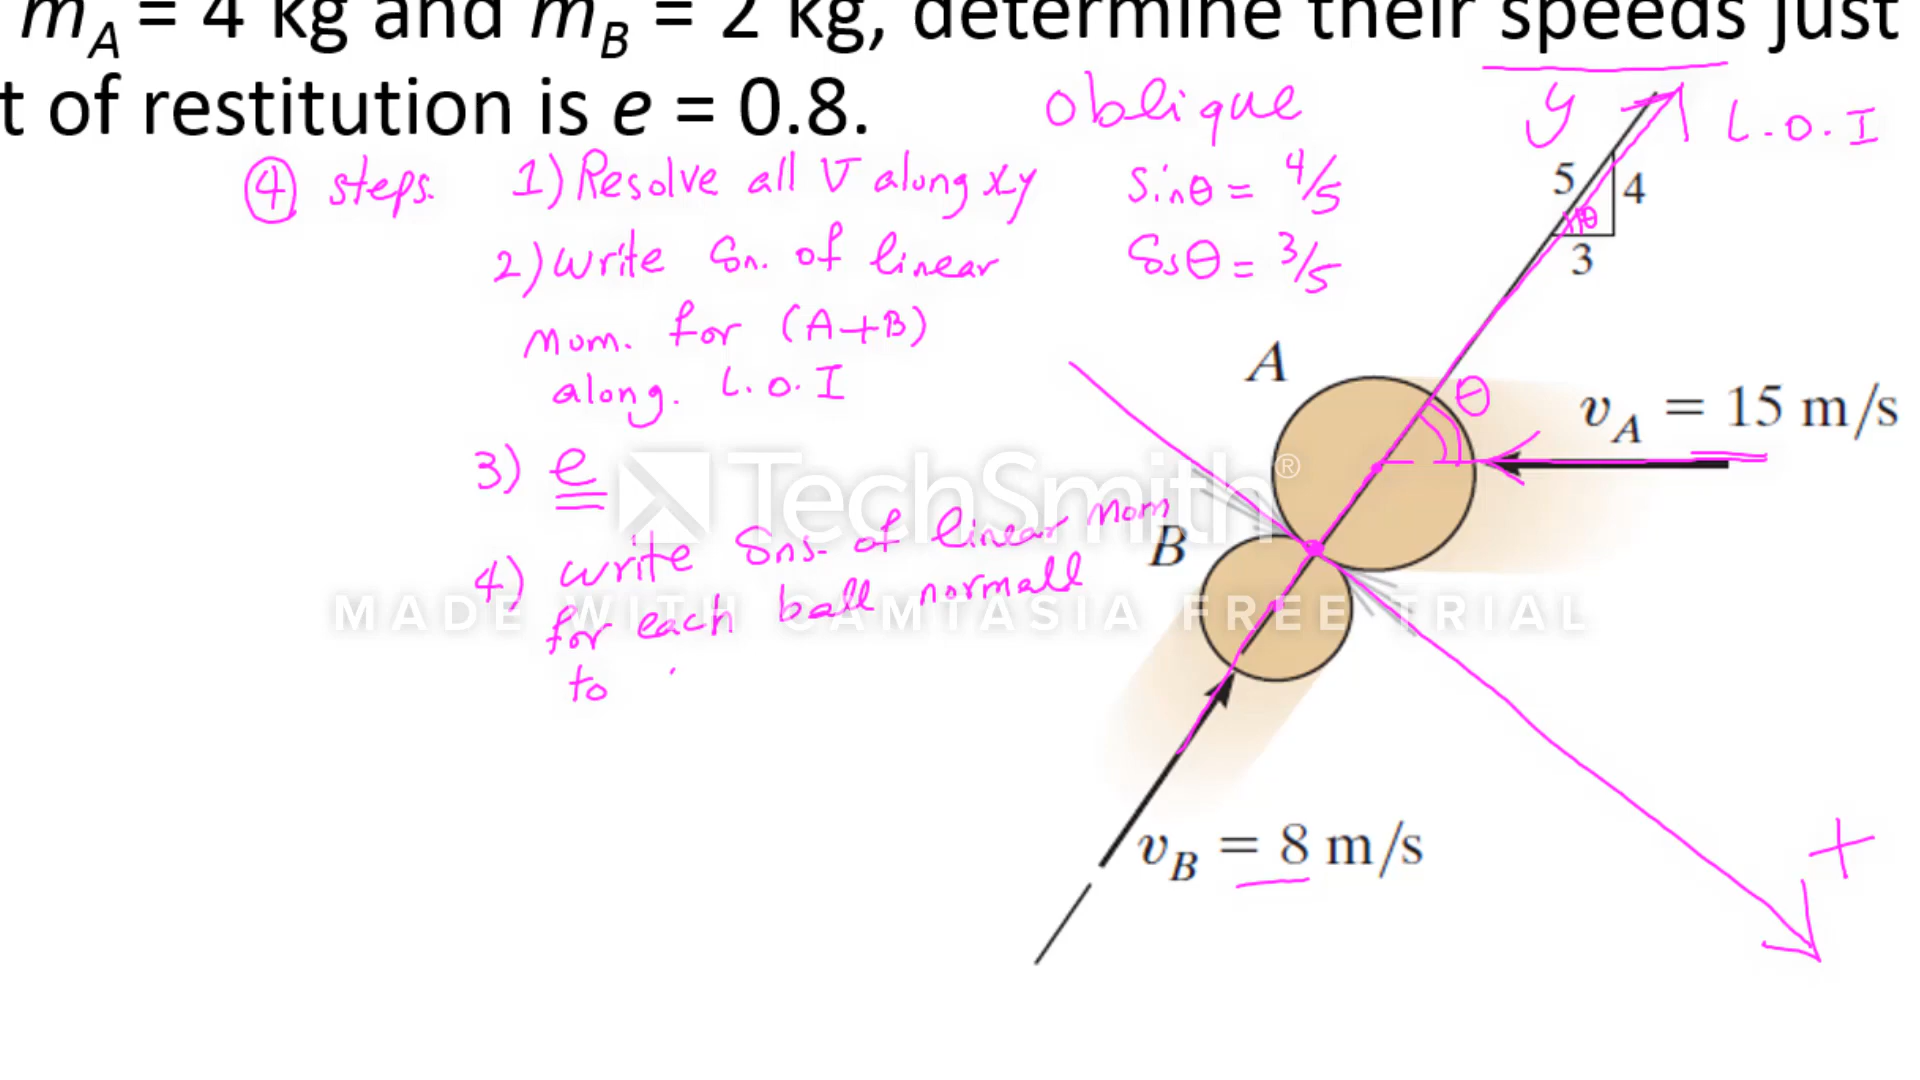 m_A = 4 kg and m_B = 2 kg, determine their speeds just
t of restitution is e = 0.8.
oblique
y
L.O.I
④ steps.
1) Resolve all V along xy
sinθ = 4/5
5
4
θ
3
2) Write Con. of linear
Cosθ = 3/5
Mom. for (A+B)
along. L.O.I
A
θ
v_A = 15 m/s
3) e
TechSmith®
4) write Cons. of linear Mom
B
for each ball normall
MADE WITH CAMTASIA FREE TRIAL
to
v_B = 8 m/s